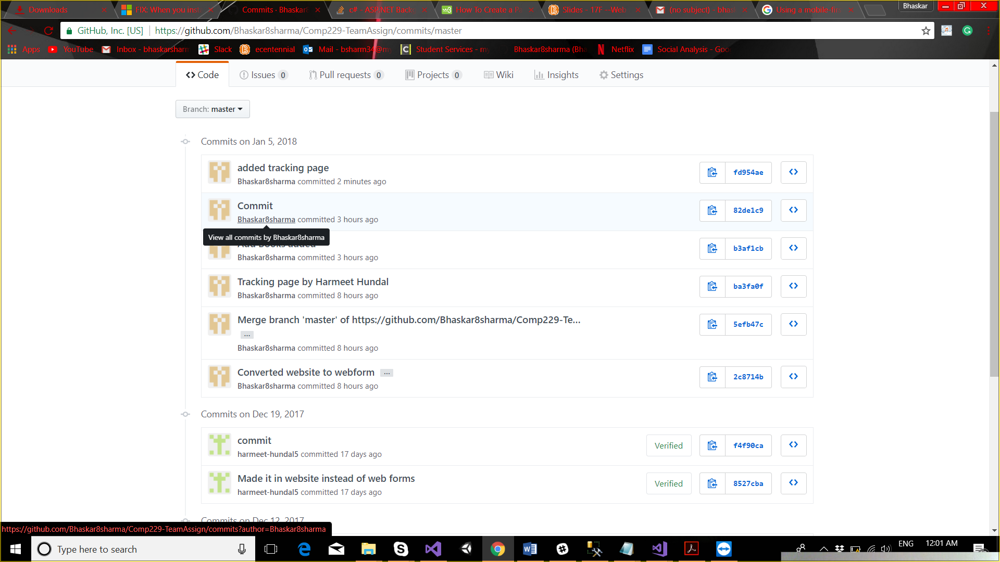 Downloads
FIX: When you inst
Commits · Bhaskar8
c# - ASP.NET Backe
How To Create a Pa
Slides - 17F --Web
(no subject) - bhas
Using a mobile-firs
Bhaskar
GitHub, Inc. [US]
https://github.com/Bhaskar8sharma/Comp229-TeamAssign/commits/master
Apps
YouTube
Inbox - bhaskarsharm
Slack
ecentennial
Mail - bsharm34@my
Student Services - my
Bhaskar8sharma (Bha
Netflix
Social Analysis - Goo
Code
Issues 0
Pull requests 0
Projects 0
Wiki
Insights
Settings
Branch: master
Commits on Jan 5, 2018
added tracking page
Bhaskar8sharma committed 2 minutes ago
fd954ae
Commit
Bhaskar8sharma committed 3 hours ago
82de1c9
View all commits by Bhaskar8sharma
Add Books added
Bhaskar8sharma committed 3 hours ago
b3af1cb
Tracking page by Harmeet Hundal
Bhaskar8sharma committed 8 hours ago
ba3fa0f
Merge branch 'master' of https://github.com/Bhaskar8sharma/Comp229-Te...
...
Bhaskar8sharma committed 8 hours ago
5efb47c
Converted website to webform ...
Bhaskar8sharma committed 8 hours ago
2c8714b
Commits on Dec 19, 2017
commit
harmeet-hundal5 committed 17 days ago
Verified
f4f90ca
Made it in website instead of web forms
harmeet-hundal5 committed 17 days ago
Verified
8527cba
Commits on Dec 12, 2017
https://github.com/Bhaskar8sharma/Comp229-TeamAssign/commits?author=Bhaskar8sharma
Type here to search
ENG
12:01 AM